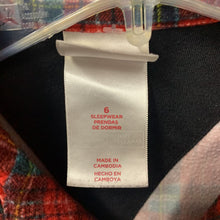 6
SLEEPWEAR
PRENDAS
DE DORMIR
MADE IN
CAMBODIA
HECHO EN
CAMBOYA